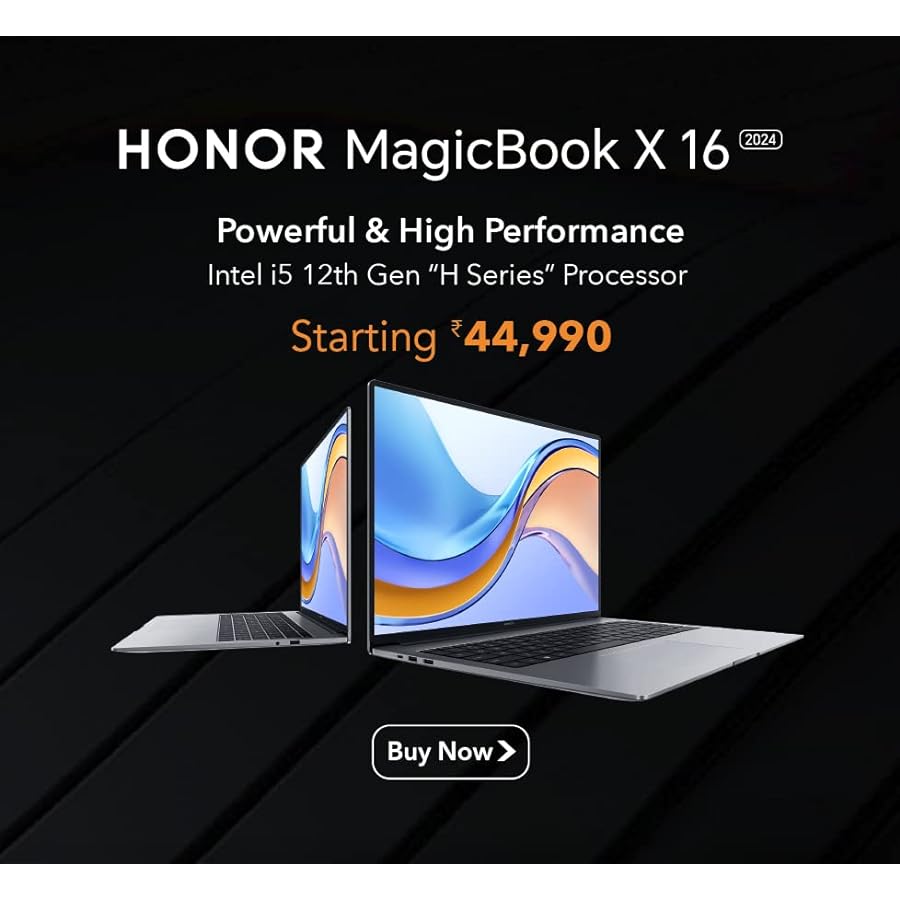 HONOR MagicBook X 16 2024
Powerful & High Performance
Intel i5 12th Gen "H Series" Processor
Starting ₹44,990
Buy Now